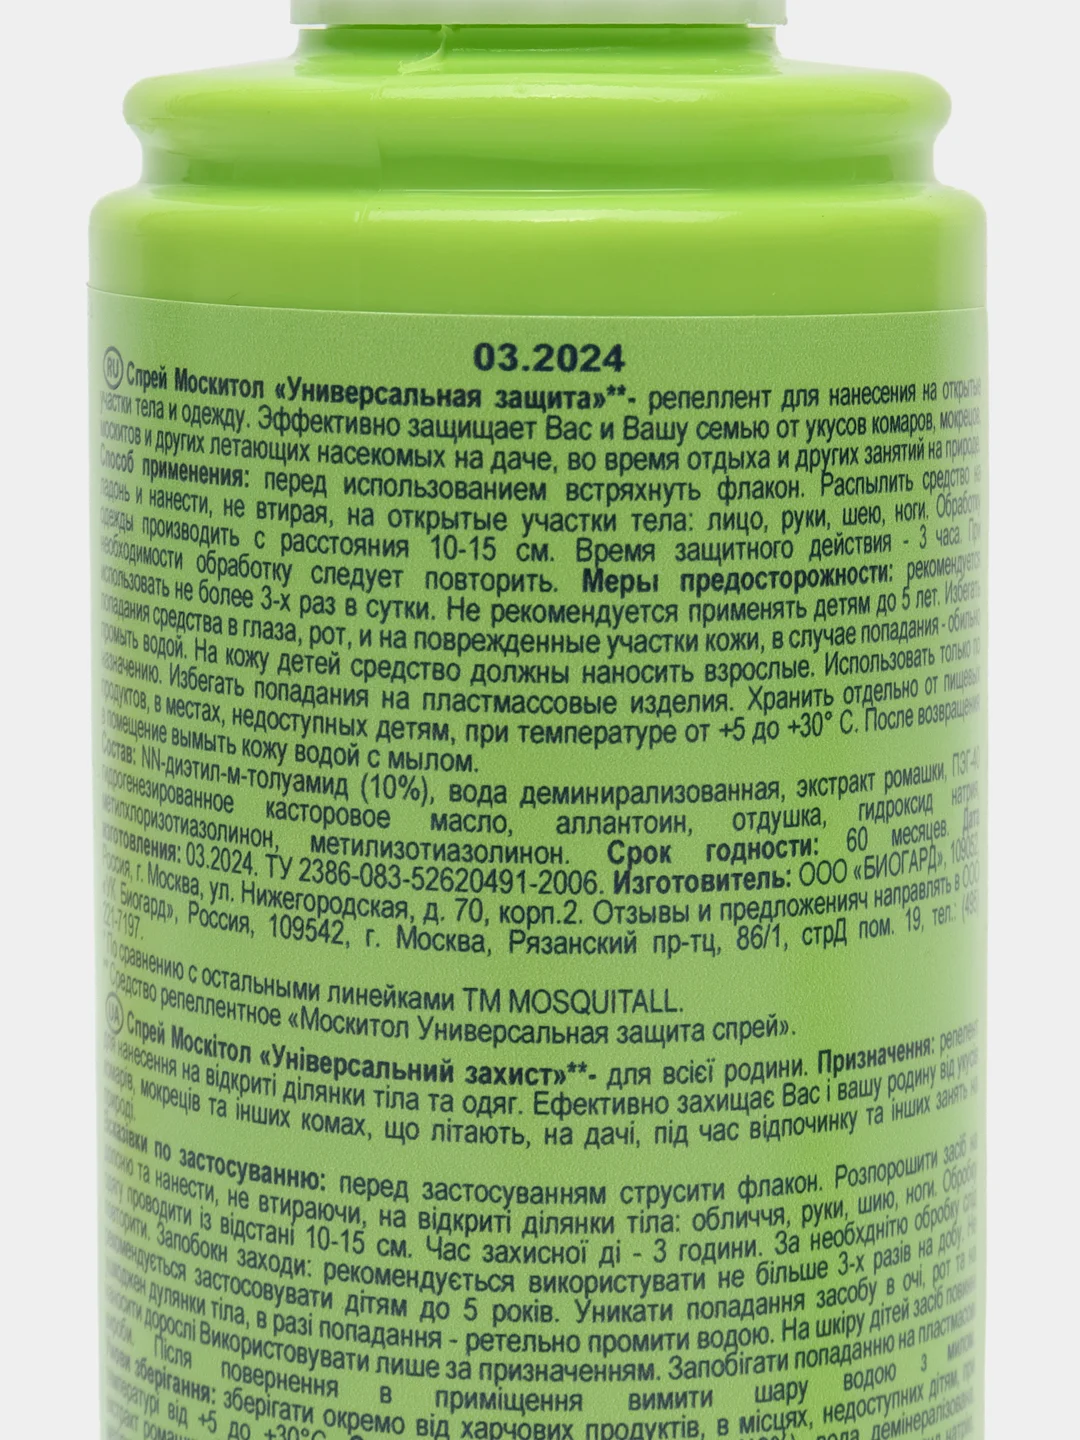 03.2024
RU Спрей Москитол «Универсальная защита»**- репеллент для нанесения на открытые
участки тела и одежду. Эффективно защищает Вас и Вашу семью от укусов комаров, мокрецов,
москитов и других летающих насекомых на даче, во время отдыха и других занятий на природе.
Способ применения: перед использованием встряхнуть флакон. Распылить средство на
ладонь и нанести, не втирая, на открытые участки тела: лицо, руки, шею, ноги. Обработку
одежды производить с расстояния 10-15 см. Время защитного действия - 3 часа. При
необходимости обработку следует повторить. Меры предосторожности: рекомендуется
использовать не более 3-х раз в сутки. Не рекомендуется применять детям до 5 лет. Избегать
попадания средства в глаза, рот, и на поврежденные участки кожи, в случае попадания - обильно
промыть водой. На кожу детей средство должны наносить взрослые. Использовать только по
назначению. Избегать попадания на пластмассовые изделия. Хранить отдельно от пищевых
продуктов, в местах, недоступных детям, при температуре от +5 до +30° С. После возвращения
в помещение вымыть кожу водой с мылом.
Состав: NN-диэтил-м-толуамид (10%), вода деминирализованная, экстракт ромашки, ПЭГ-40
гидрогенезированное касторовое масло, аллантоин, отдушка, гидроксид натрия,
метилхлоризотиазолинон, метилизотиазолинон. Срок годности: 60 месяцев. Дата
изготовления: 03.2024. ТУ 2386-083-52620491-2006. Изготовитель: ООО «БИОГАРД», 109052,
Россия, г. Москва, ул. Нижегородская, д. 70, корп.2. Отзывы и предложенияч направлять в ООО
«УК Биогард», Россия, 109542, г. Москва, Рязанский пр-тц, 86/1, стрД пом. 19, тел.: (495)
221-7197.
* По сравнению с остальными линейками ТМ MOSQUITALL.
** Средство репеллентное «Москитол Универсальная защита спрей».
UA Спрей Москітол «Універсальний захист»**- для всієї родини. Призначення: репелент
для нанесення на відкриті ділянки тіла та одяг. Ефективно захищає Вас і вашу родину від укусів
комарів, мокреців та інших комах, що літають, на дачі, під час відпочинку та інших занять на
природі.
Вказівки по застосуванню: перед застосуванням струсити флакон. Розпорошити засіб на
долоню та нанести, не втираючи, на відкриті ділянки тіла: обличчя, руки, шию, ноги. Обробку
одягу проводити із відстані 10-15 см. Час захисної ді - 3 години. За необхднітю обробку слід
повторити. Запобокн заходи: рекомендується використувати не більше 3-х разів на добу. Не
рекомендується застосовувати дітям до 5 років. Уникати попадання засобу в очі, рот та на
дулянки тіла, в разі попадання - ретельно промити водою. На шкіру дітей засіб повинні
наносити дорослі Використовувати лише за призначенням. Запобігати попаданню на пластмасові
вироби. Після повернення в приміщення вимити шару водою з милом.
Умови зберігання: зберігати окремо від харчових продуктів, в місцях, недоступних дітям, при
температурі від +5 до +30°С. вода демінералізована,
екстракт